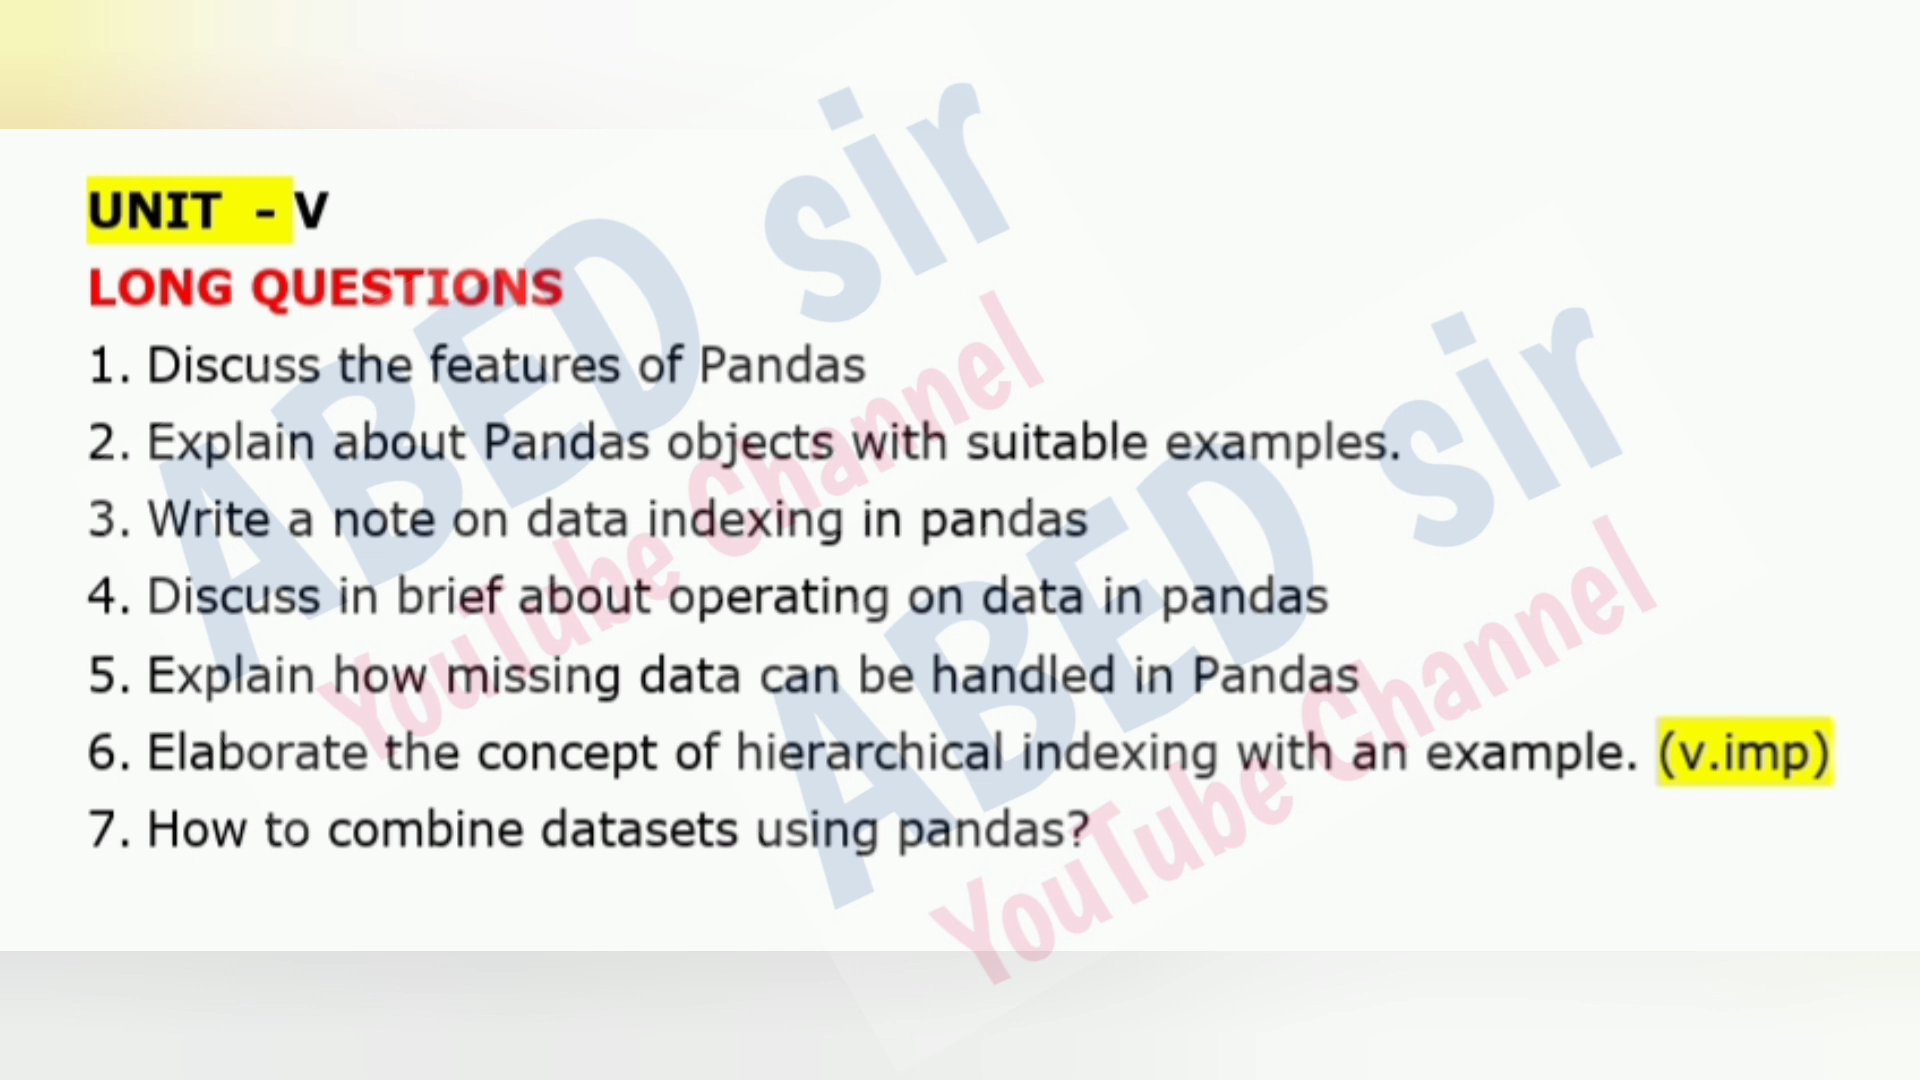 UNIT - V
LONG QUESTIONS
1. Discuss the features of Pandas
2. Explain about Pandas objects with suitable examples.
3. Write a note on data indexing in pandas
4. Discuss in brief about operating on data in pandas
5. Explain how missing data can be handled in Pandas
6. Elaborate the concept of hierarchical indexing with an example. (v.imp)
7. How to combine datasets using pandas?
ABED sir
YouTube Channel
ABED sir
YouTube Channel